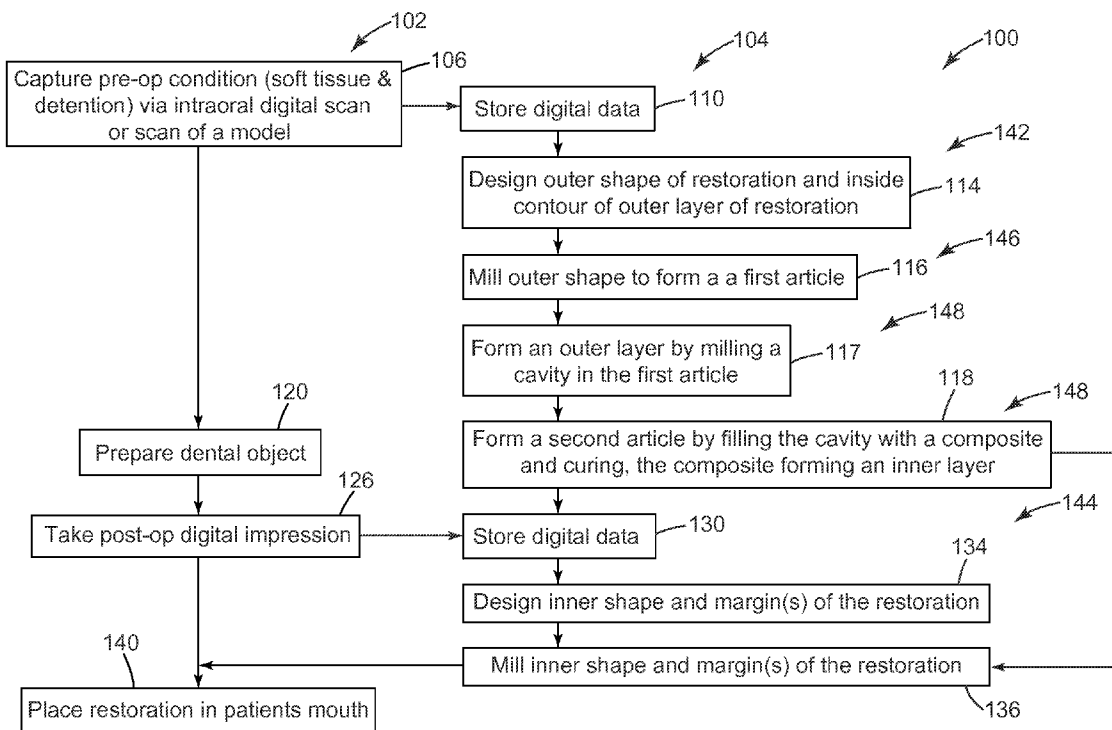 102
104
100
106
Capture pre-op condition (soft tissue &
detention) via intraoral digital scan
or scan of a model
Store digital data
110
142
Design outer shape of restoration and inside
contour of outer layer of restoration
114
146
Mill outer shape to form a a first article
116
148
Form an outer layer by milling a
cavity in the first article
117
118
148
120
Prepare dental object
Form a second article by filling the cavity with a composite
and curing, the composite forming an inner layer
126
144
Take post-op digital impression
Store digital data
130
134
Design inner shape and margin(s) of the restoration
140
Mill inner shape and margin(s) of the restoration
136
Place restoration in patients mouth